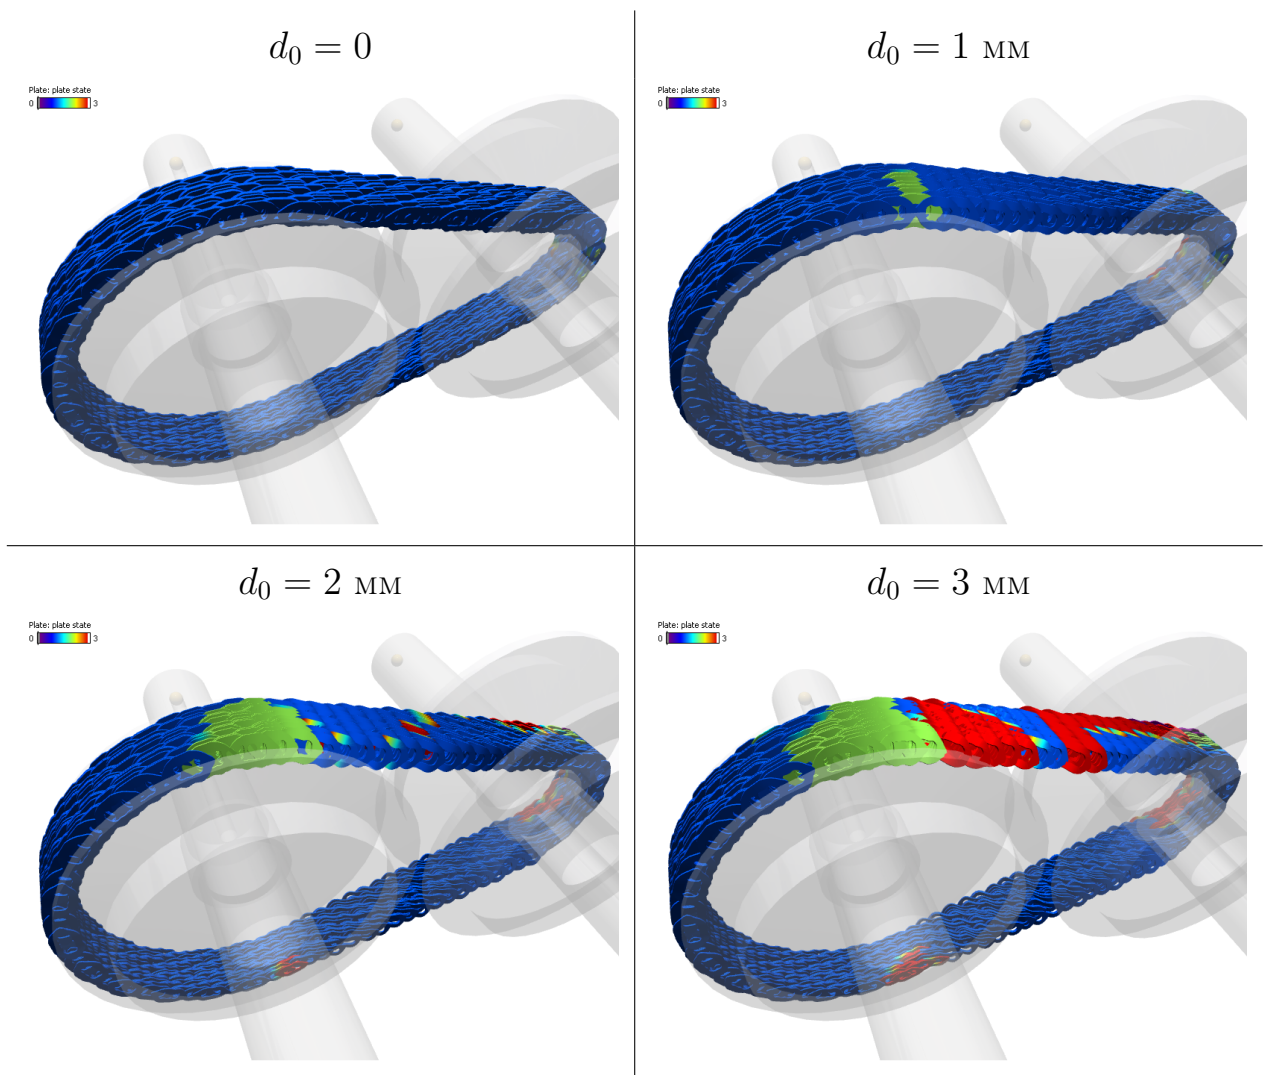 d₀ = 0
Plate: plate state
0 3
d₀ = 1 мм
Plate: plate state
0 3
d₀ = 2 мм
Plate: plate state
0 3
d₀ = 3 мм
Plate: plate state
0 3